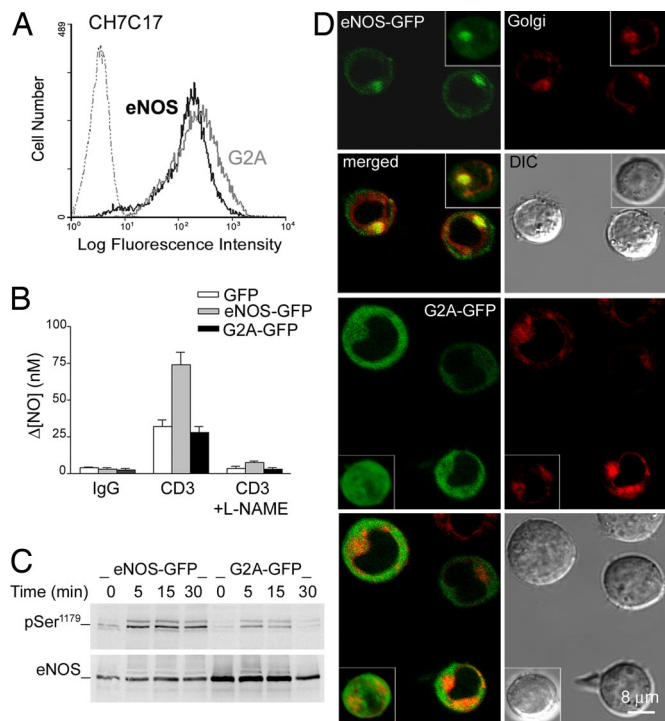 A
CH7C17
489
Cell Number
eNOS
G2A
0
10⁰ 10¹ 10² 10³ 10⁴
Log Fluorescence Intensity
B
GFP
eNOS-GFP
G2A-GFP
100
75
50
25
0
Δ[NO] (nM)
IgG CD3 CD3
+L-NAME
C
eNOS-GFP G2A-GFP
Time (min) 0 5 15 30 0 5 15 30
pSer¹¹⁷⁹
eNOS
D
eNOS-GFP Golgi
merged DIC
G2A-GFP
8 μm